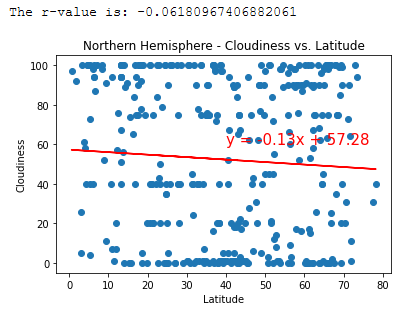 The r-value is: -0.06180967406882061
Northern Hemisphere - Cloudiness vs. Latitude
100
80
60
40
20
0
Cloudiness
y = -0.13x + 57.28
0 10 20 30 40 50 60 70 80
Latitude